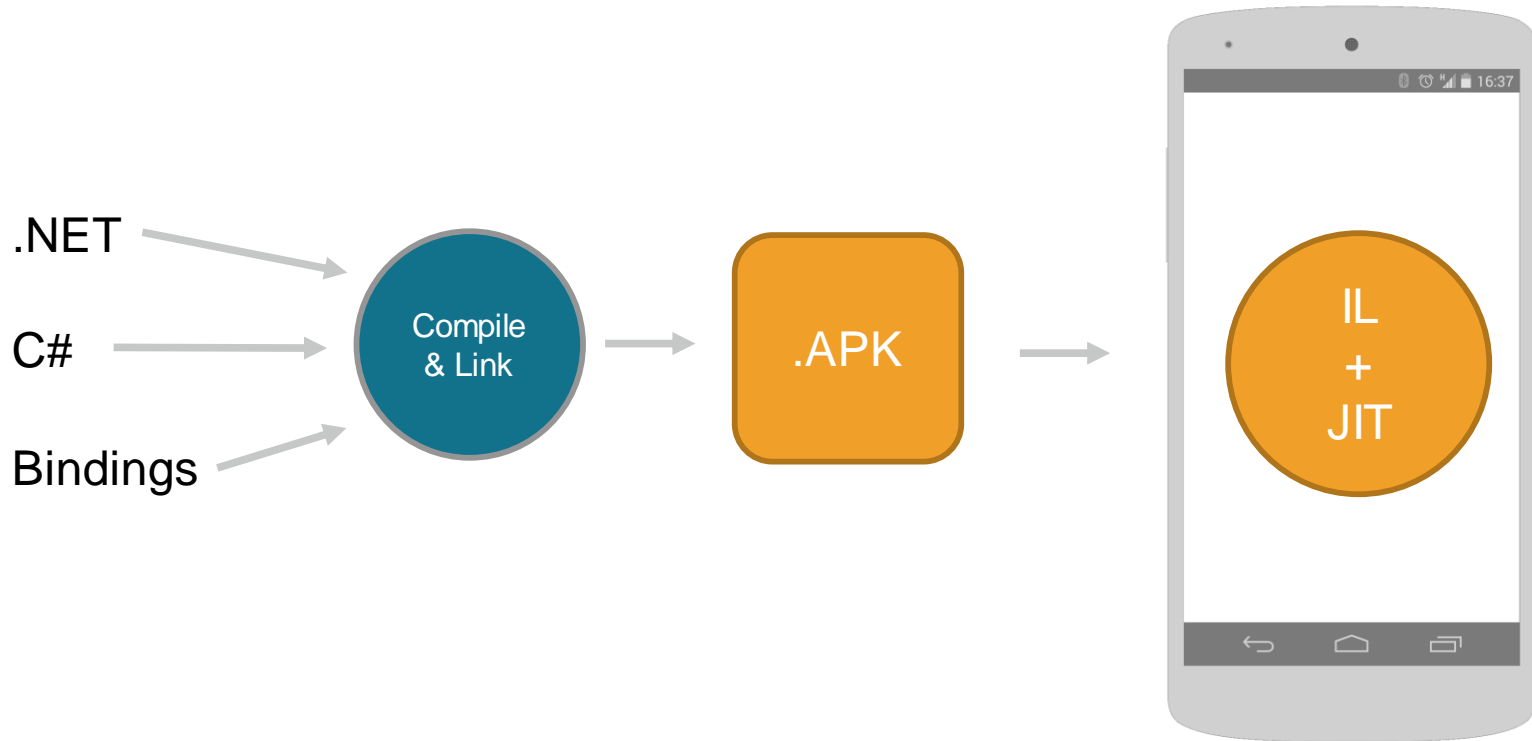 16:37
.NET
C#
Bindings
Compile
& Link
.APK
IL
+
JIT